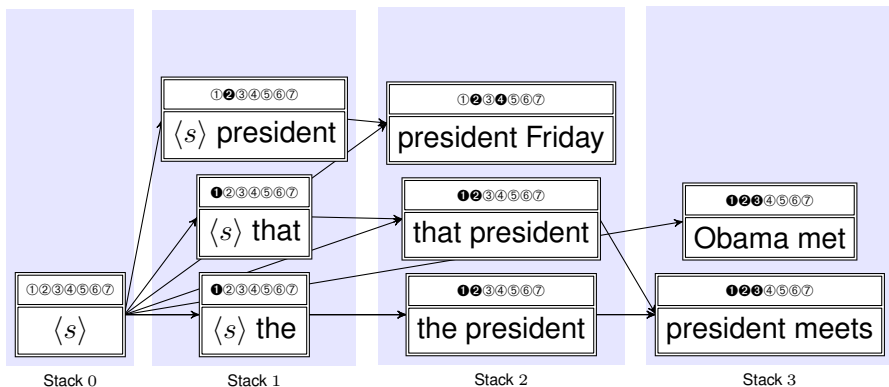 ①❷③④⑤⑥⑦
⟨s⟩ president
①❷③❹⑤⑥⑦
president Friday
❶②③④⑤⑥⑦
⟨s⟩ that
❶❷③④⑤⑥⑦
that president
❶❷❸④⑤⑥⑦
Obama met
①②③④⑤⑥⑦
⟨s⟩
❶②③④⑤⑥⑦
⟨s⟩ the
❶❷③④⑤⑥⑦
the president
❶❷❸④⑤⑥⑦
president meets
Stack 0
Stack 1
Stack 2
Stack 3